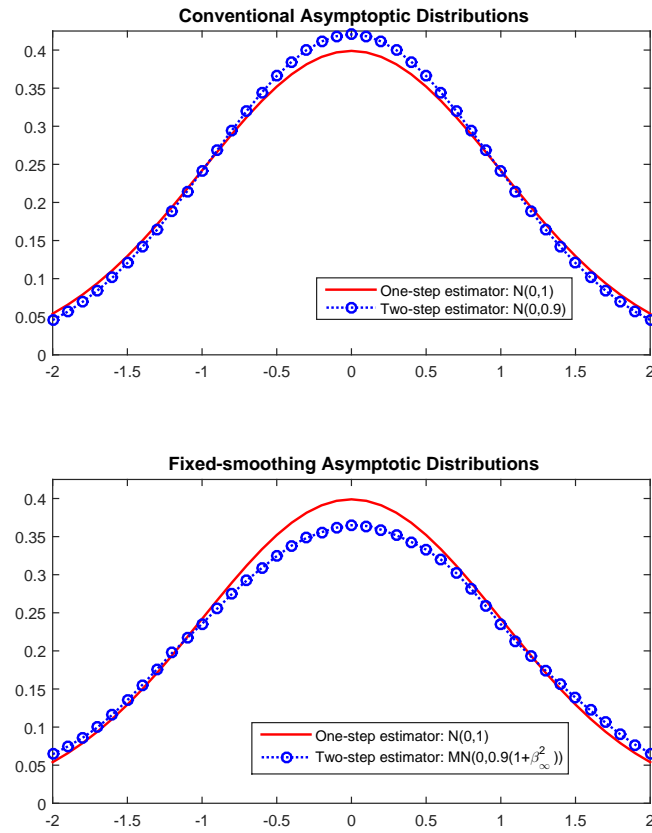 Conventional Asymptoptic Distributions
0.4
0.35
0.3
0.25
0.2
0.15
0.1
0.05
0
One-step estimator: N(0,1)
Two-step estimator: N(0,0.9)
-2 -1.5 -1 -0.5 0 0.5 1 1.5 2
Fixed-smoothing Asymptotic Distributions
0.4
0.35
0.3
0.25
0.2
0.15
0.1
0.05
0
One-step estimator: N(0,1)
Two-step estimator: MN(0,0.9(1+β²∞))
-2 -1.5 -1 -0.5 0 0.5 1 1.5 2